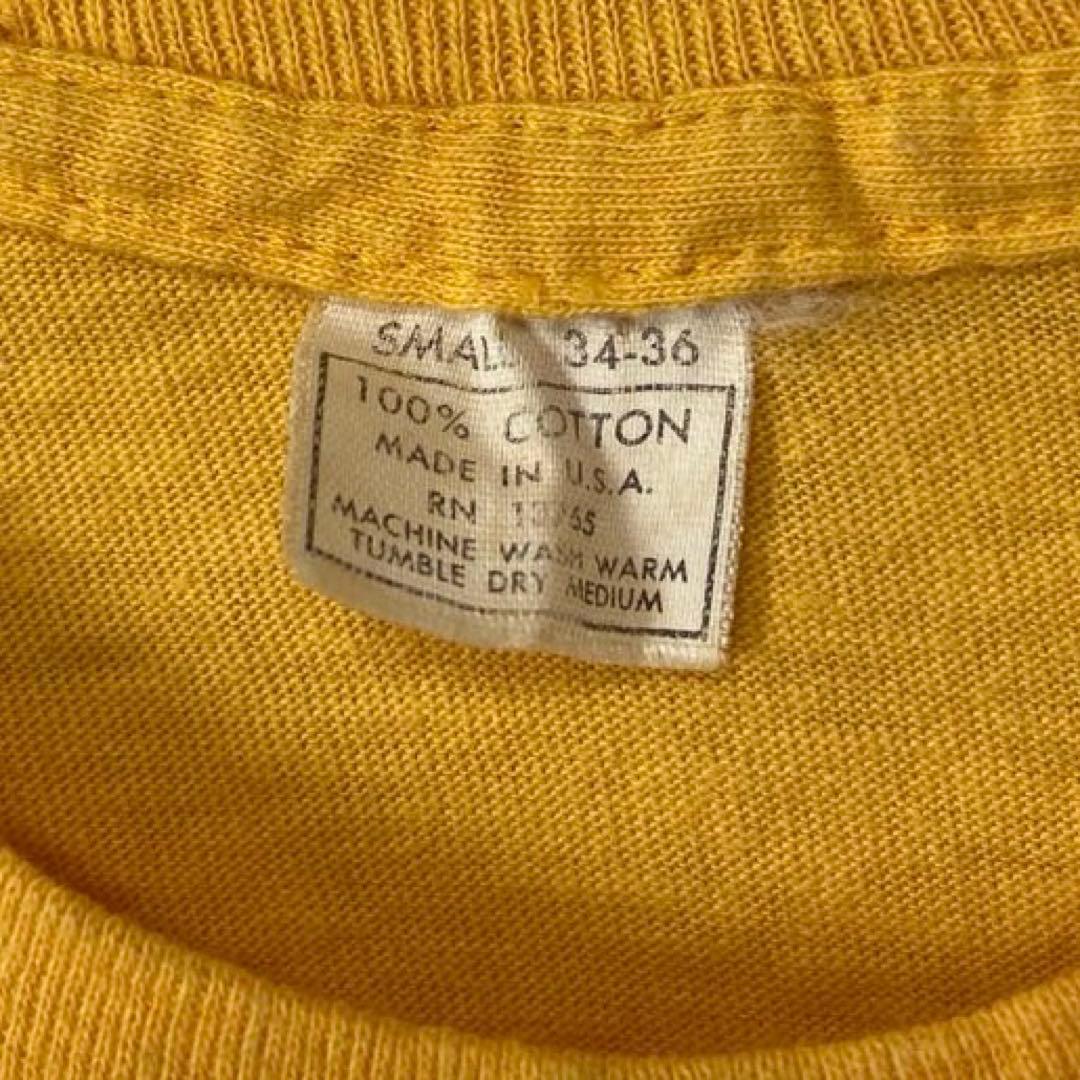 SMALL 34-36
100% COTTON
MADE IN U.S.A.
RN
MACHINE WASH WARM
TUMBLE DRY MEDIUM